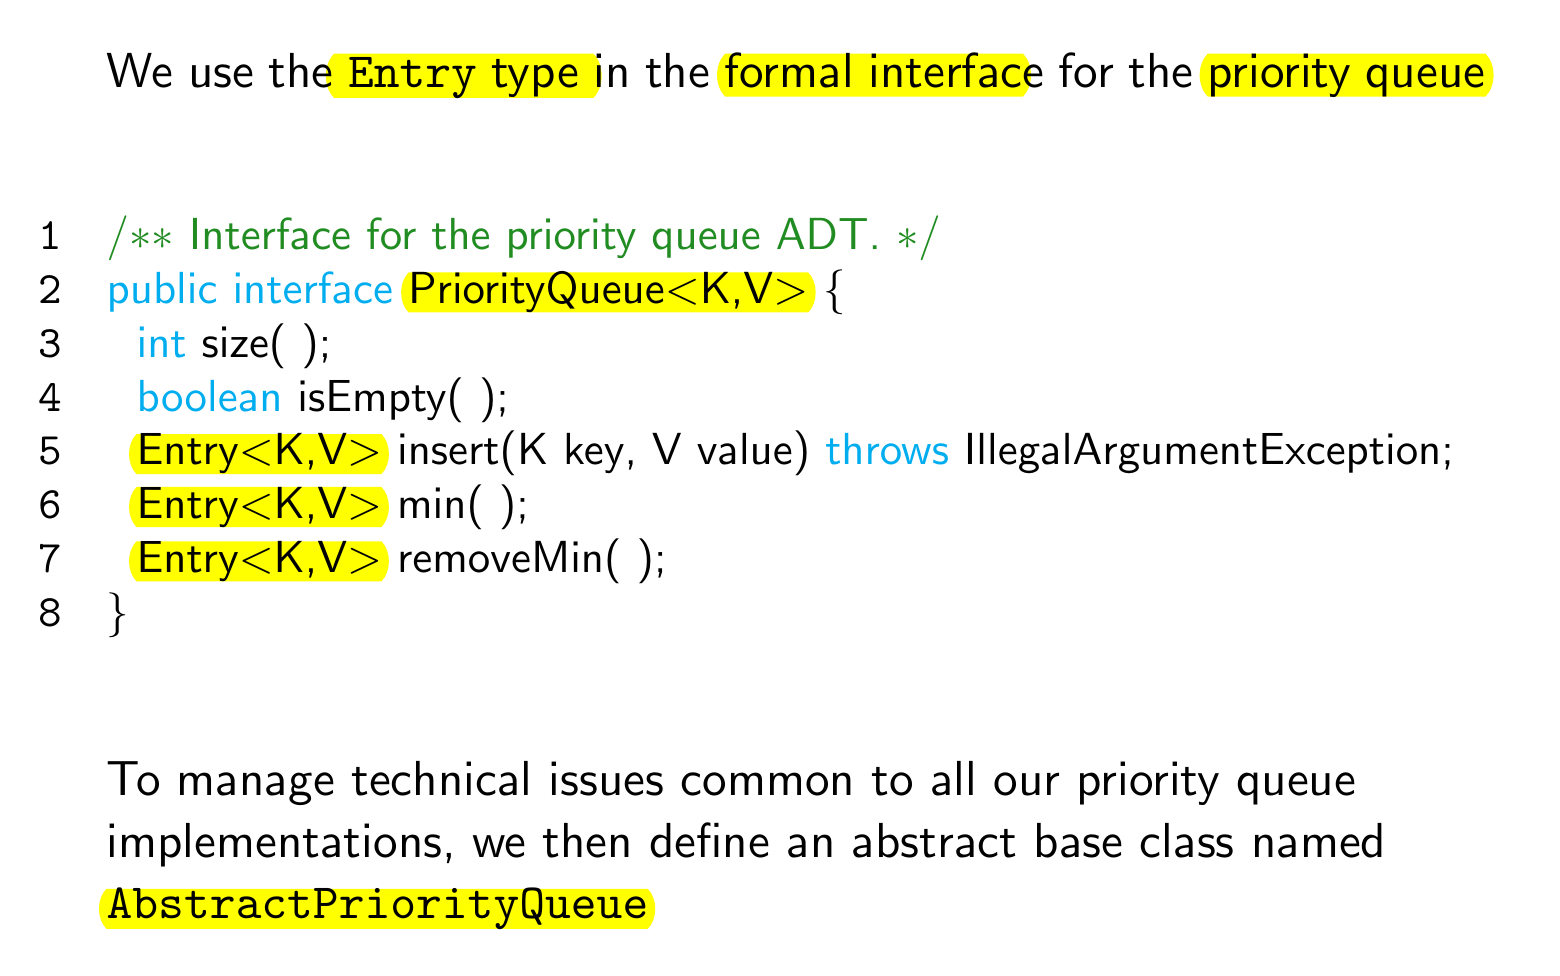 We use the Entry type in the formal interface for the priority queue
1 /** Interface for the priority queue ADT. */
2 public interface PriorityQueue<K,V> {
3 int size( );
4 boolean isEmpty( );
5 Entry<K,V> insert(K key, V value) throws IllegalArgumentException;
6 Entry<K,V> min( );
7 Entry<K,V> removeMin( );
8 }
To manage technical issues common to all our priority queue
implementations, we then define an abstract base class named
AbstractPriorityQueue